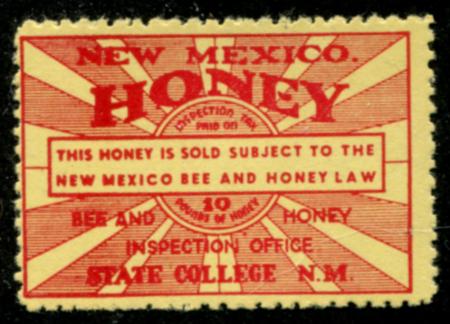 NEW MEXICO.
HONEY
INSPECTION TAX
PAID ON
THIS HONEY IS SOLD SUBJECT TO THE
NEW MEXICO BEE AND HONEY LAW
10
POUNDS OF HONEY
BEE AND HONEY
INSPECTION OFFICE
STATE COLLEGE N.M.